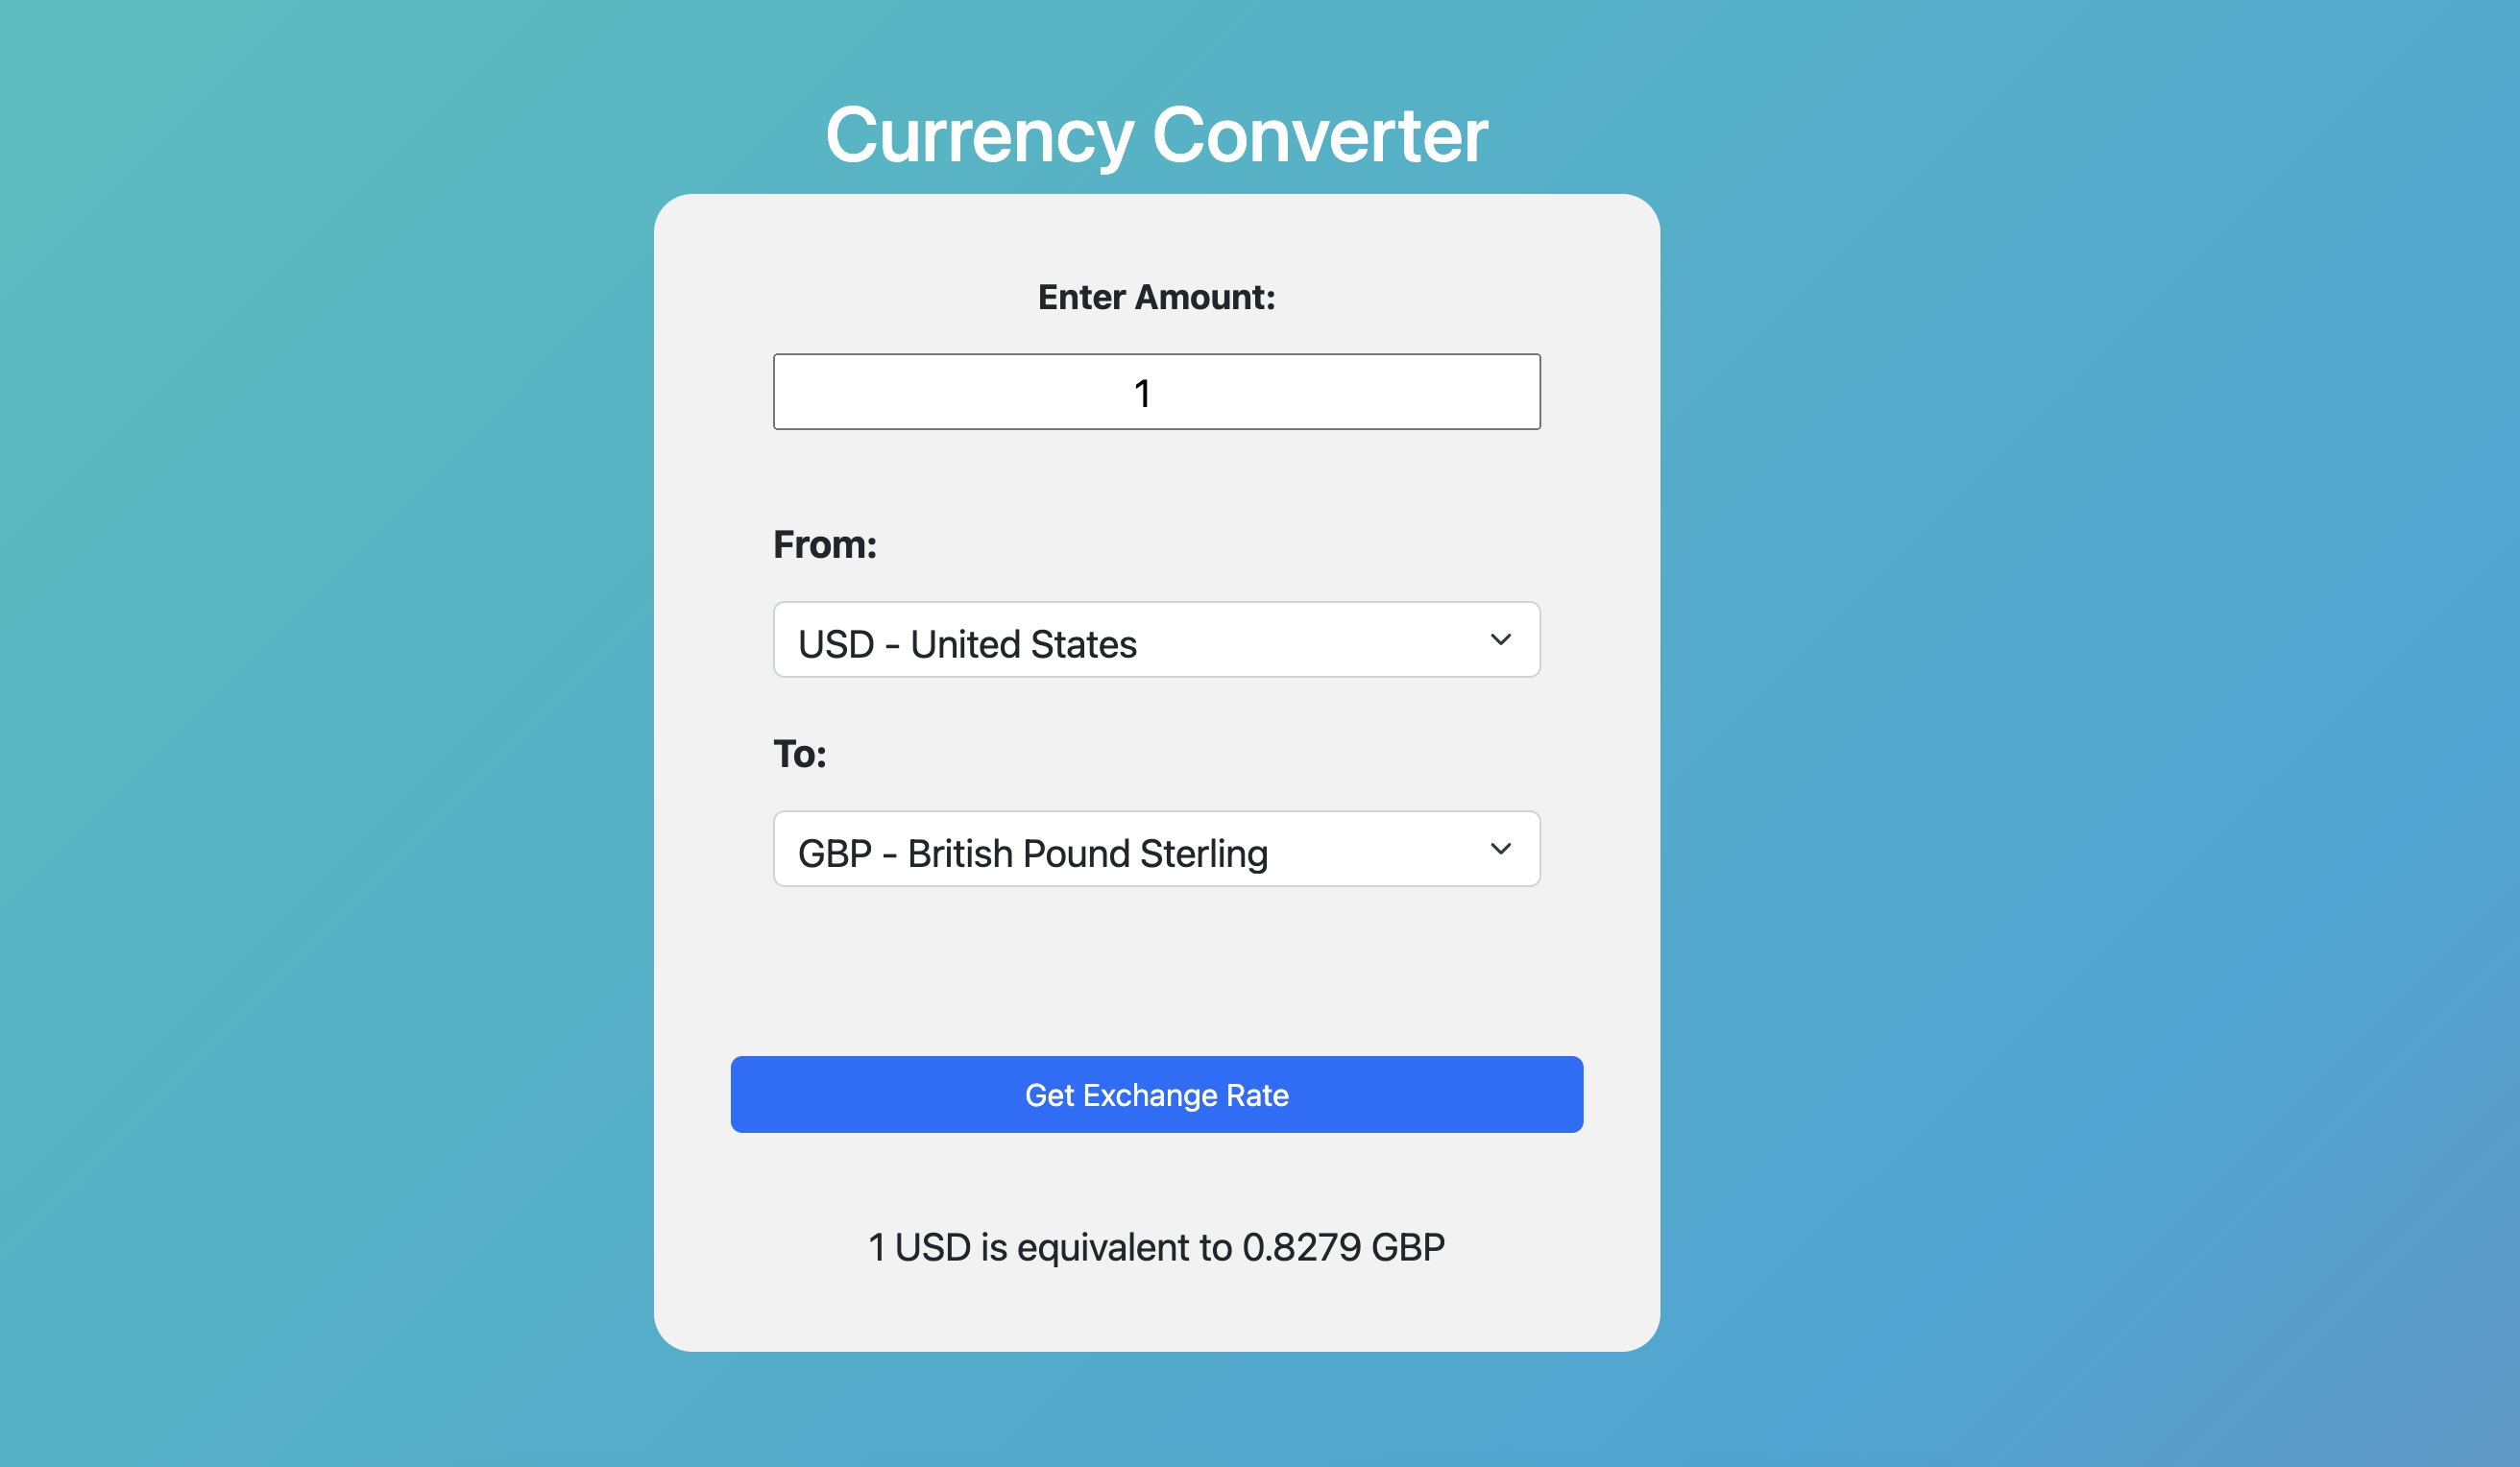 Currency Converter
Enter Amount:
1
From:
USD - United States
To:
GBP - British Pound Sterling
Get Exchange Rate
1 USD is equivalent to 0.8279 GBP